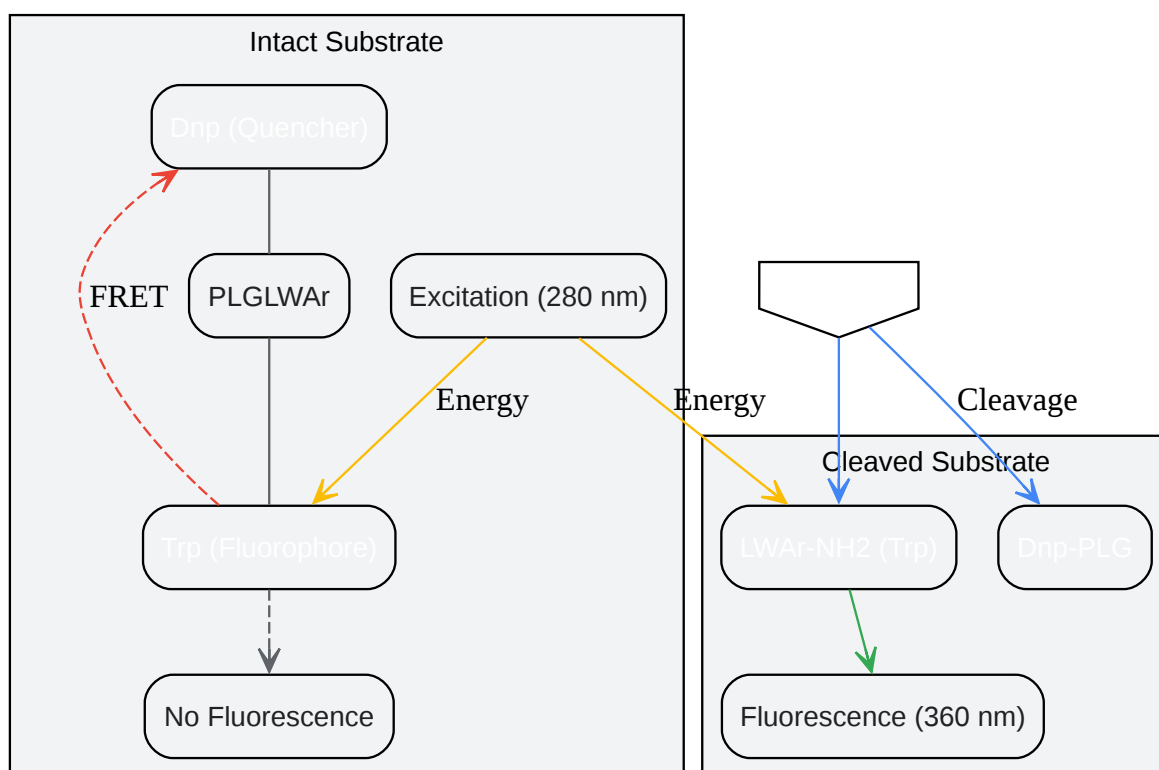 Intact Substrate
Dnp (Quencher)
FRET
PLGLWAr
Excitation (280 nm)
Energy
Energy
Cleavage
Cleaved Substrate
Trp (Fluorophore)
LWAr-NH2 (Trp)
Dnp-PLG
No Fluorescence
Fluorescence (360 nm)